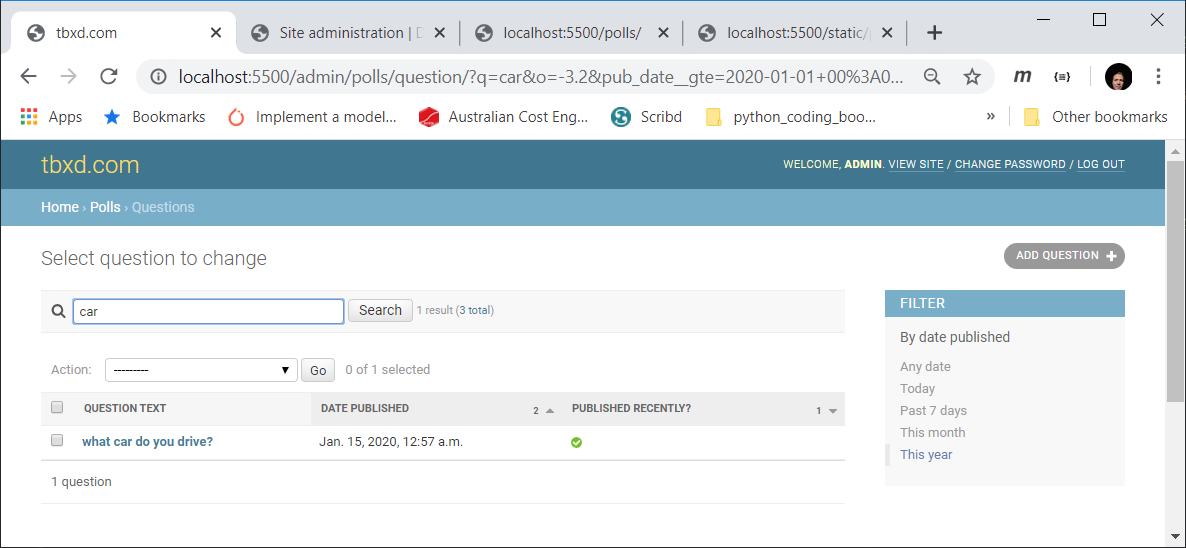 tbxd.com
Site administration | D
localhost:5500/polls/
localhost:5500/static/
localhost:5500/admin/polls/question/?q=car&o=-3.2&pub_date__gte=2020-01-01+00%3A0...
m
Apps
Bookmarks
Implement a model...
Australian Cost Eng...
Scribd
python_coding_boo...
»
Other bookmarks
tbxd.com
WELCOME, ADMIN. VIEW SITE / CHANGE PASSWORD / LOG OUT
Home › Polls › Questions
Select question to change
ADD QUESTION +
car
Search
1 result (3 total)
FILTER
By date published
Any date
Today
Past 7 days
This month
This year
Action:
---------
Go
0 of 1 selected
QUESTION TEXT
DATE PUBLISHED
2
PUBLISHED RECENTLY?
1
what car do you drive?
Jan. 15, 2020, 12:57 a.m.
1 question